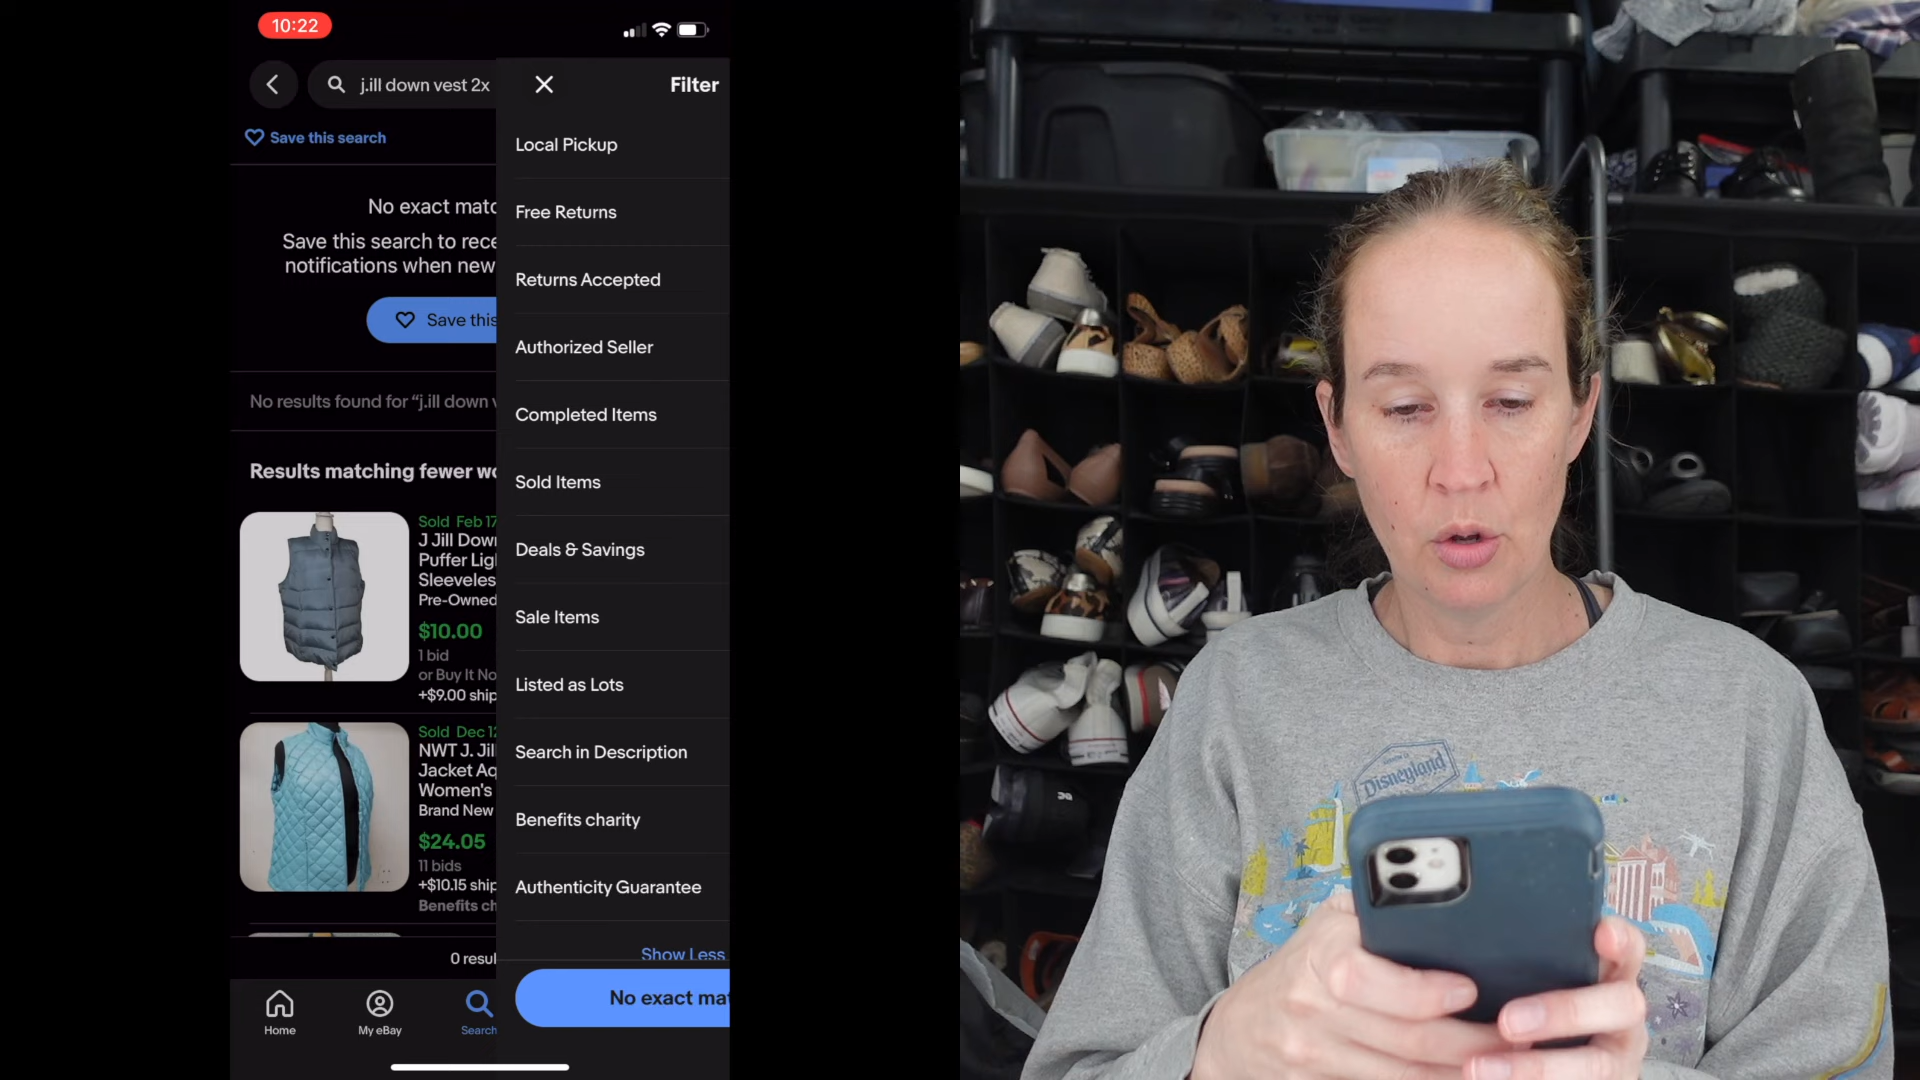 10:22
j.ill down vest 2x
Filter
Save this search
Local Pickup
No exact matc
Free Returns
Save this search to rece
notifications when new
Returns Accepted
Save this
Authorized Seller
No results found for “j.ill down v
Completed Items
Results matching fewer wo
Sold Items
Sold Feb 17
J Jill Down
Puffer Lig
Sleeveles
Pre-Owned
$10.00
1 bid
or Buy It No
+$9.00 ship
Deals & Savings
Sale Items
Listed as Lots
Sold Dec 12
NWT J. Jil
Jacket Aq
Women's
Brand New
$24.05
11 bids
+$10.15 ship
Benefits ch
Search in Description
Benefits charity
Authenticity Guarantee
Show Less
0 resul
No exact mat
Home
My eBay
Search
Disneyland